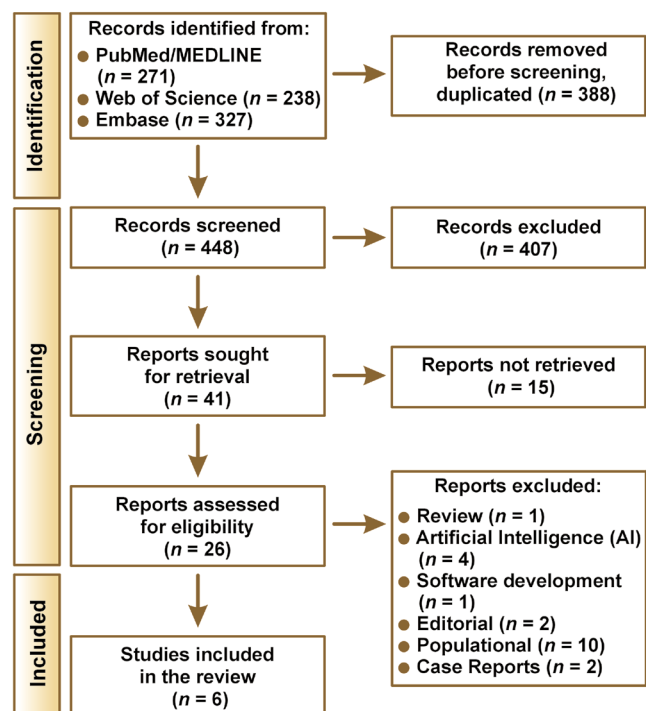 Identification
Records identified from:
● PubMed/MEDLINE
(n = 271)
● Web of Science (n = 238)
● Embase (n = 327)
Records removed
before screening,
duplicated (n = 388)
Screening
Records screened
(n = 448)
Records excluded
(n = 407)
Reports sought
for retrieval
(n = 41)
Reports not retrieved
(n = 15)
Reports assessed
for eligibility
(n = 26)
Reports excluded:
● Review (n = 1)
● Artificial Intelligence (AI)
(n = 4)
● Software development
(n = 1)
● Editorial (n = 2)
● Populational (n = 10)
● Case Reports (n = 2)
Included
Studies included
in the review
(n = 6)